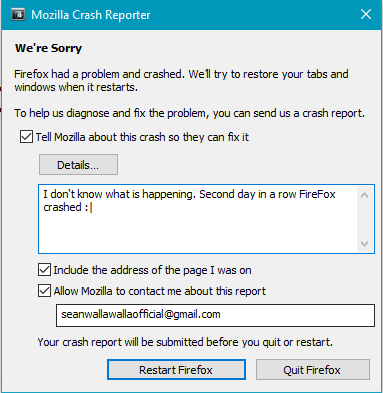 Mozilla Crash Reporter
We're Sorry
Firefox had a problem and crashed. We'll try to restore your tabs and
windows when it restarts.
To help us diagnose and fix the problem, you can send us a crash report.
Tell Mozilla about this crash so they can fix it
Details...
I don't know what is happening. Second day in a row FireFox
crashed :|
Include the address of the page I was on
Allow Mozilla to contact me about this report
seanwallawallaofficial@gmail.com
Your crash report will be submitted before you quit or restart.
Restart Firefox
Quit Firefox